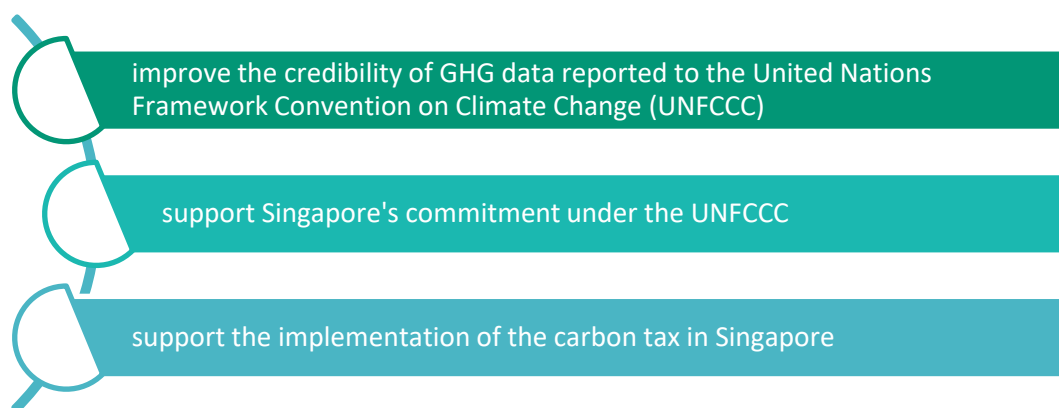 improve the credibility of GHG data reported to the United Nations
Framework Convention on Climate Change (UNFCCC)
support Singapore's commitment under the UNFCCC
support the implementation of the carbon tax in Singapore